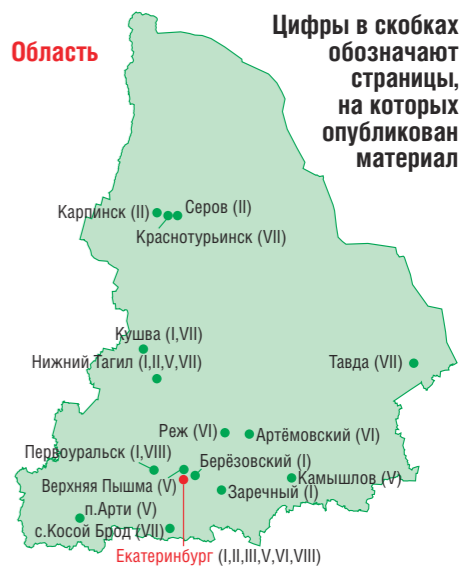 Область
Цифры в скобках
обозначают
страницы,
на которых
опубликован
материал
Карпинск (II)
Серов (II)
Краснотурьинск (VII)
Кушва (I,VII)
Нижний Тагил (I,II,V,VII)
Тавда (VII)
Реж (VI)
Артёмовский (VI)
Первоуральск (I,VIII)
Берёзовский (I)
Верхняя Пышма (V)
Камышлов (V)
Заречный (I)
п.Арти (V)
с.Косой Брод (VII)
Екатеринбург (I,II,III,V,VI,VIII)